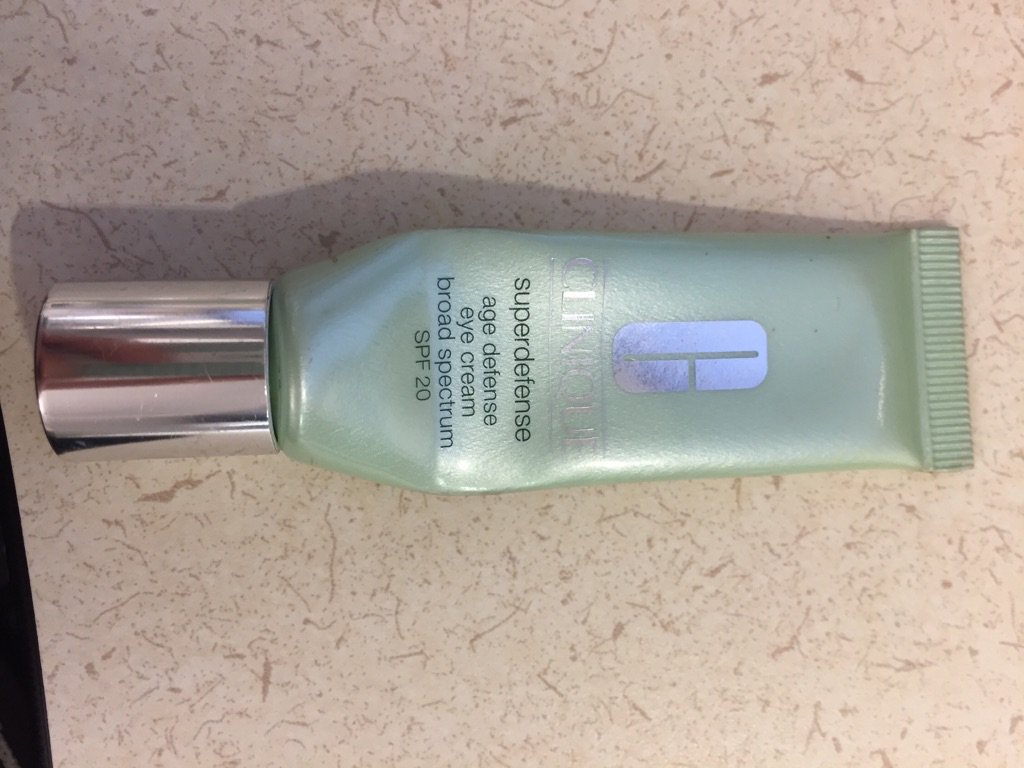 CLINIQUE
superdefense
age defense
eye cream
broad spectrum
SPF 20